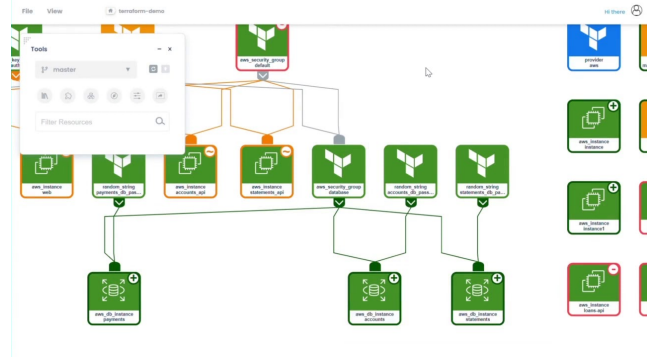 File View terraform-demo Hi there
Tools - x
master
Filter Resources
aws_security_group
default
provider
aws
aws_instance
instance
aws_instance
web
random_string
payments_db_pas...
aws_instance
accounts_api
aws_instance
statements_api
aws_security_group
database
random_string
accounts_db_pass...
random_string
statements_db_pa...
aws_instance
instance1
aws_db_instance
payments
aws_db_instance
accounts
aws_db_instance
statements
aws_instance